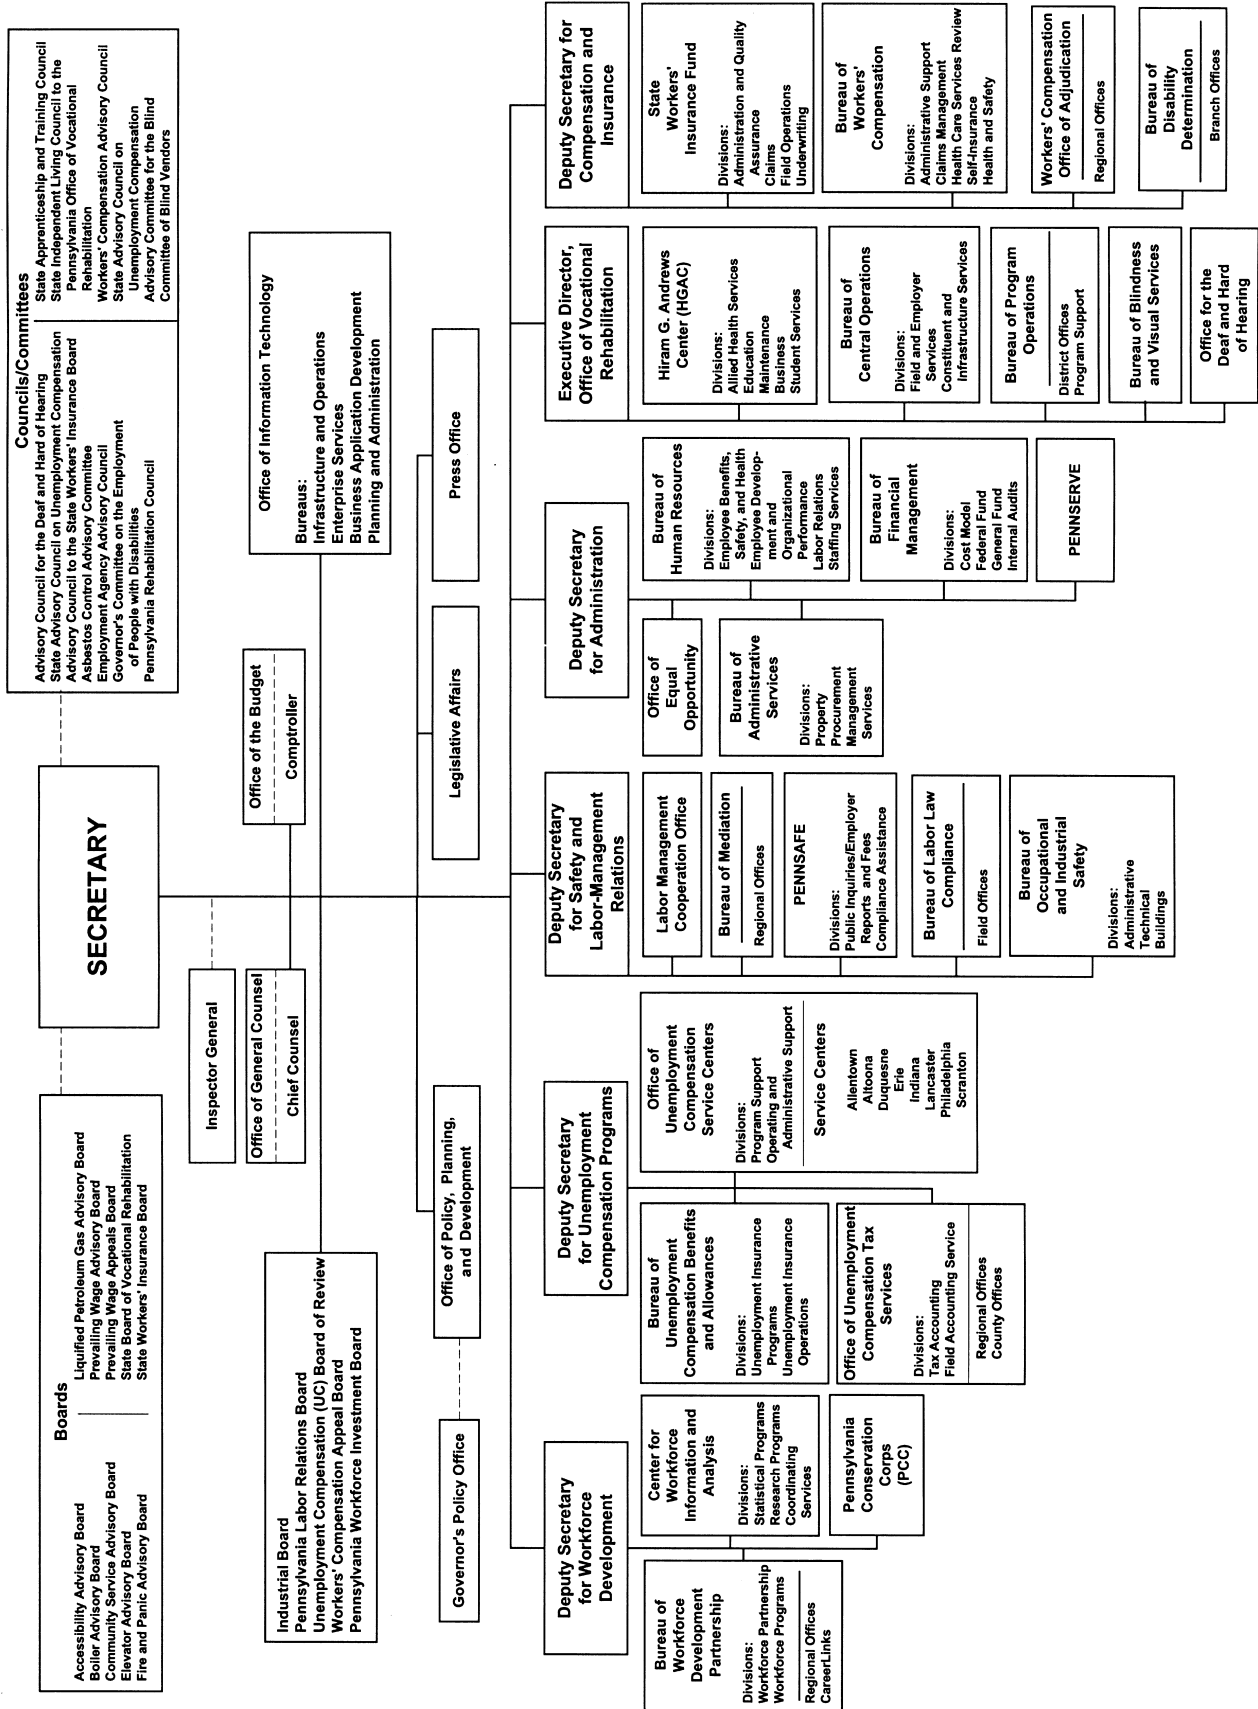 SECRETARY
Boards
Accessibility Advisory Board
Boiler Advisory Board
Community Service Advisory Board
Elevator Advisory Board
Fire and Panic Advisory Board
Liquified Petroleum Gas Advisory Board
Prevailing Wage Advisory Board
Prevailing Wage Appeals Board
State Board of Vocational Rehabilitation
State Workers' Insurance Board
Councils/Committees
Advisory Council for the Deaf and Hard of Hearing
State Advisory Council on Unemployment Compensation
Advisory Council to the State Workers' Insurance Board
Asbestos Control Advisory Committee
Employment Agency Advisory Council
Governor's Committee on the Employment
of People with Disabilities
Pennsylvania Rehabilitation Council
State Apprenticeship and Training Council
State Independent Living Council to the
Pennsylvania Office of Vocational
Rehabilitation
Workers' Compensation Advisory Council
State Advisory Council on
Unemployment Compensation
Advisory Committee for the Blind
Committee of Blind Vendors
Inspector General
Office of General Counsel
Chief Counsel
Office of the Budget
Comptroller
Industrial Board
Pennsylvania Labor Relations Board
Unemployment Compensation (UC) Board of Review
Workers' Compensation Appeal Board
Pennsylvania Workforce Investment Board
Office of Information Technology
Bureaus:
Infrastructure and Operations
Enterprise Services
Business Application Development
Planning and Administration
Governor's Policy Office
Office of Policy, Planning,
and Development
Legislative Affairs
Press Office
Deputy Secretary
for Workforce
Development
Bureau of
Workforce
Development
Partnership
Divisions:
Workforce Partnership
Workforce Programs
Regional Offices
CareerLinks
Center for
Workforce
Information and
Analysis
Divisions:
Statistical Programs
Research Programs
Coordinating
Services
Pennsylvania
Conservation
Corps
(PCC)
Deputy Secretary
for Unemployment
Compensation Programs
Bureau of
Unemployment
Compensation Benefits
and Allowances
Divisions:
Unemployment Insurance
Programs
Unemployment Insurance
Operations
Office of Unemployment
Compensation Tax
Services
Divisions:
Tax Accounting
Field Accounting Service
Regional Offices
County Offices
Office of
Unemployment
Compensation
Service Centers
Divisions:
Program Support
Operating and
Administrative Support
Service Centers
Allentown
Altoona
Duquesne
Erie
Indiana
Lancaster
Philadelphia
Scranton
Deputy Secretary
for Safety and
Labor-Management
Relations
Labor Management
Cooperation Office
Bureau of Mediation
Regional Offices
PENNSAFE
Divisions:
Public Inquiries/Employer
Reports and Fees
Compliance Assistance
Bureau of Labor Law
Compliance
Field Offices
Bureau of
Occupational
and Industrial
Safety
Divisions:
Administrative
Technical
Buildings
Deputy Secretary
for Administration
Office of
Equal
Opportunity
Bureau of
Administrative
Services
Divisions:
Property
Procurement
Management
Services
Bureau of
Human Resources
Divisions:
Employee Benefits,
Safety, and Health
Employee Develop-
ment and
Organizational
Performance
Labor Relations
Staffing Services
Bureau of
Financial
Management
Divisions:
Cost Model
Federal Fund
General Fund
Internal Audits
PENNSERVE
Executive Director,
Office of Vocational
Rehabilitation
Hiram G. Andrews
Center (HGAC)
Divisions:
Allied Health Services
Education
Maintenance
Business
Student Services
Bureau of
Central Operations
Divisions:
Field and Employer
Services
Constituent and
Infrastructure Services
Bureau of Program
Operations
District Offices
Program Support
Bureau of Blindness
and Visual Services
Office for the
Deaf and Hard
of Hearing
Deputy Secretary for
Compensation and
Insurance
State
Workers'
Insurance Fund
Divisions:
Administration and Quality
Assurance
Claims
Field Operations
Underwriting
Bureau of
Workers'
Compensation
Divisions:
Administrative Support
Claims Management
Health Care Services Review
Self-Insurance
Health and Safety
Workers' Compensation
Office of Adjudication
Regional Offices
Bureau of
Disability
Determination
Branch Offices